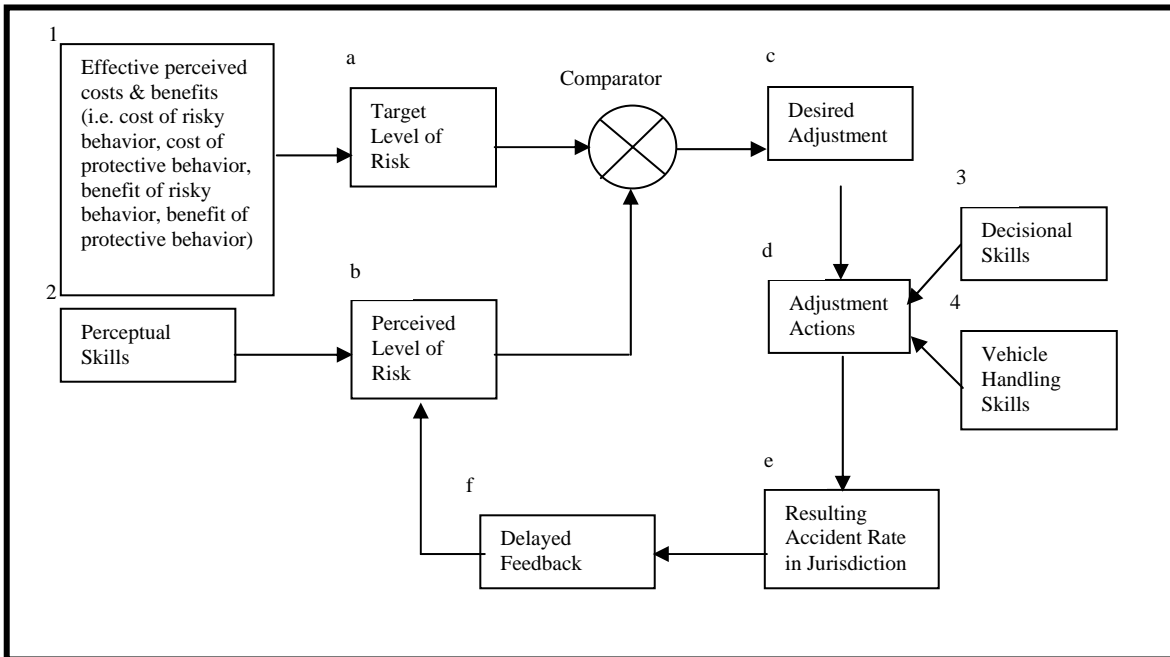 1
Effective perceived
costs & benefits
(i.e. cost of risky
behavior, cost of
protective behavior,
benefit of risky
behavior, benefit of
protective behavior)
a
Target
Level of
Risk
Comparator
c
Desired
Adjustment
3
Decisional
Skills
2
Perceptual
Skills
b
Perceived
Level of
Risk
d
Adjustment
Actions
4
Vehicle
Handling
Skills
e
Resulting
Accident Rate
in Jurisdiction
f
Delayed
Feedback